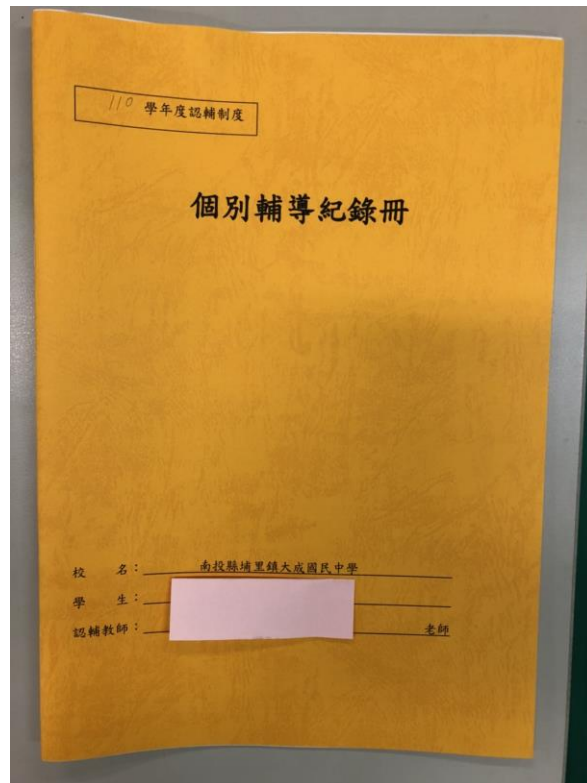 110 學年度認輔制度
個別輔導紀錄冊
校 名：南投縣埔里鎮大成國民中學
學 生：
認輔教師： 老師